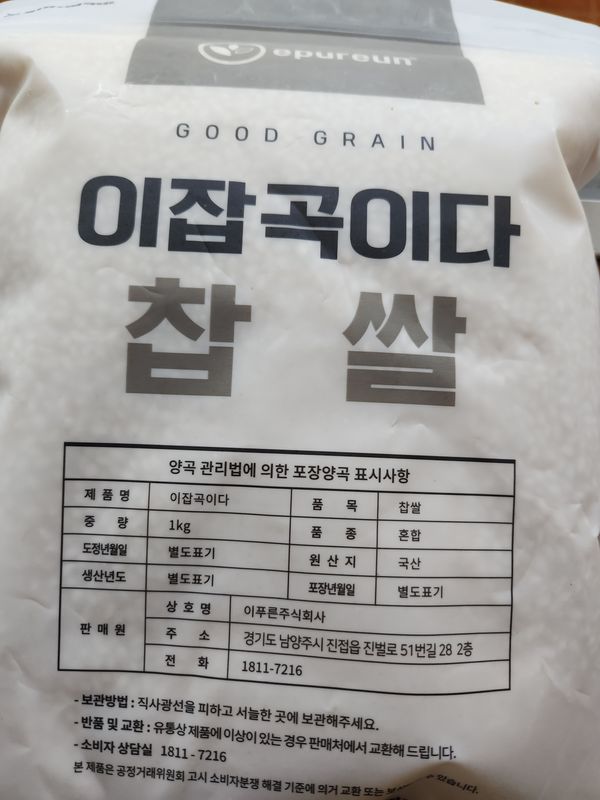 epureun
GOOD GRAIN
이잡곡이다
찹 쌀
양곡 관리법에 의한 포장양곡 표시사항
제 품 명 이잡곡이다 품 목 찹쌀
중 량 1kg 품 종 혼합
도정년월일 별도표기 원 산 지 국산
생산년도 별도표기 포장년월일 별도표기
판 매 원 상 호 명 이푸른주식회사
주 소 경기도 남양주시 진접읍 진벌로 51번길 28 2층
전 화 1811-7216
- 보관방법 : 직사광선을 피하고 서늘한 곳에 보관해주세요.
- 반품 및 교환 : 유통상 제품에 이상이 있는 경우 판매처에서 교환해 드립니다.
- 소비자 상담실 1811 - 7216
본 제품은 공정거래위원회 고시 소비자분쟁 해결 기준에 의거 교환 또는 있습니다.